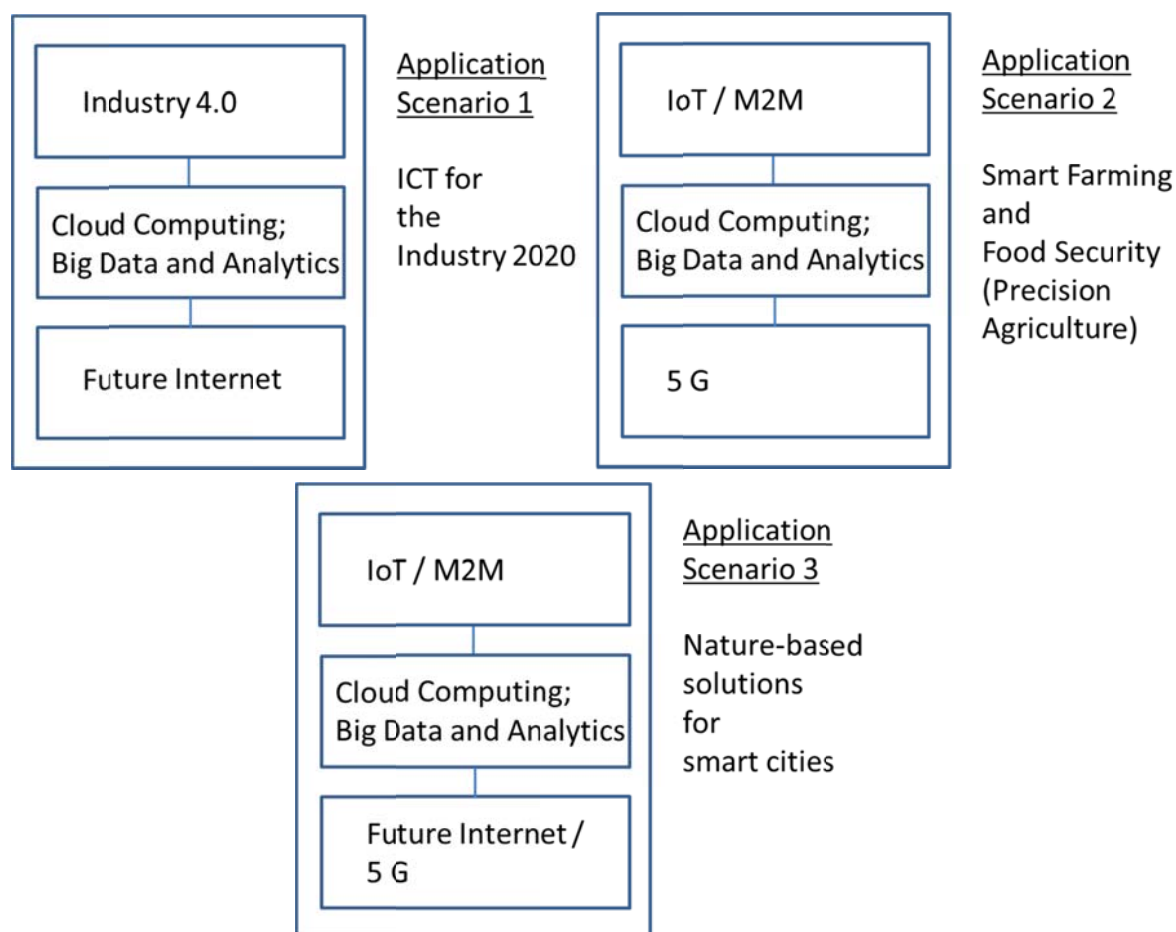 Industry 4.0
Cloud Computing;
Big Data and Analytics
Future Internet
Application
Scenario 1
ICT for
the
Industry 2020
IoT / M2M
Cloud Computing;
Big Data and Analytics
5 G
Application
Scenario 2
Smart Farming
and
Food Security
(Precision
Agriculture)
IoT / M2M
Cloud Computing;
Big Data and Analytics
Future Internet /
5 G
Application
Scenario 3
Nature-based
solutions
for
smart cities